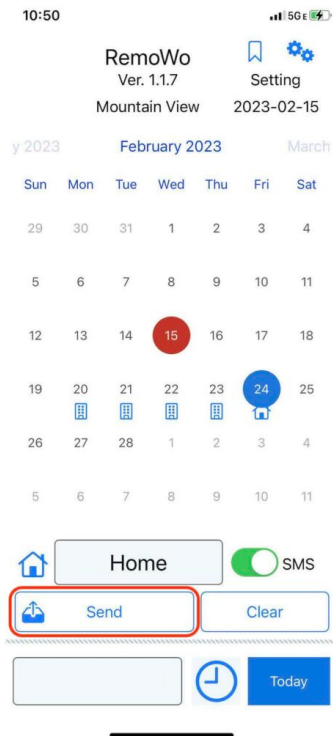 10:50 5G E
RemoWo
Ver. 1.1.7 Setting
Mountain View 2023-02-15
y 2023 February 2023 March
Sun Mon Tue Wed Thu Fri Sat
29 30 31 1 2 3 4
5 6 7 8 9 10 11
12 13 14 15 16 17 18
19 20 21 22 23 24 25
26 27 28 1 2 3 4
5 6 7 8 9 10 11
Home SMS
Send Clear
Today